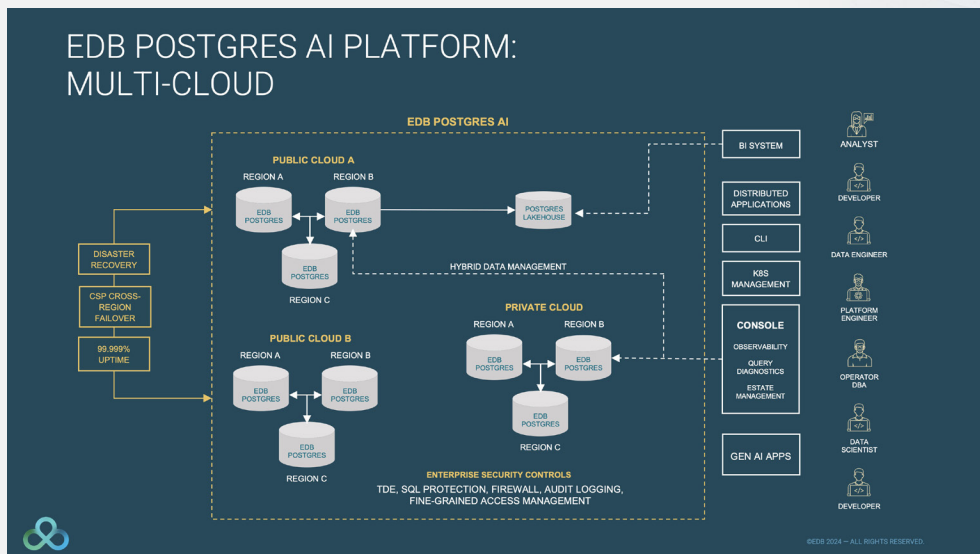 EDB POSTGRES AI PLATFORM:
MULTI-CLOUD
EDB POSTGRES AI
PUBLIC CLOUD A
REGION A
REGION B
EDB
POSTGRES
EDB
POSTGRES
EDB
POSTGRES
REGION C
POSTGRES
LAKEHOUSE
HYBRID DATA MANAGEMENT
DISASTER
RECOVERY
CSP CROSS-
REGION
FAILOVER
99.999%
UPTIME
PUBLIC CLOUD B
REGION A
REGION B
EDB
POSTGRES
EDB
POSTGRES
EDB
POSTGRES
REGION C
PRIVATE CLOUD
REGION A
REGION B
EDB
POSTGRES
EDB
POSTGRES
EDB
POSTGRES
REGION C
ENTERPRISE SECURITY CONTROLS
TDE, SQL PROTECTION, FIREWALL, AUDIT LOGGING,
FINE-GRAINED ACCESS MANAGEMENT
BI SYSTEM
DISTRIBUTED
APPLICATIONS
CLI
K8S
MANAGEMENT
CONSOLE
OBSERVABILITY
QUERY
DIAGNOSTICS
ESTATE
MANAGEMENT
GEN AI APPS
ANALYST
DEVELOPER
DATA ENGINEER
PLATFORM
ENGINEER
OPERATOR
DBA
DATA
SCIENTIST
DEVELOPER
©EDB 2024 — ALL RIGHTS RESERVED.